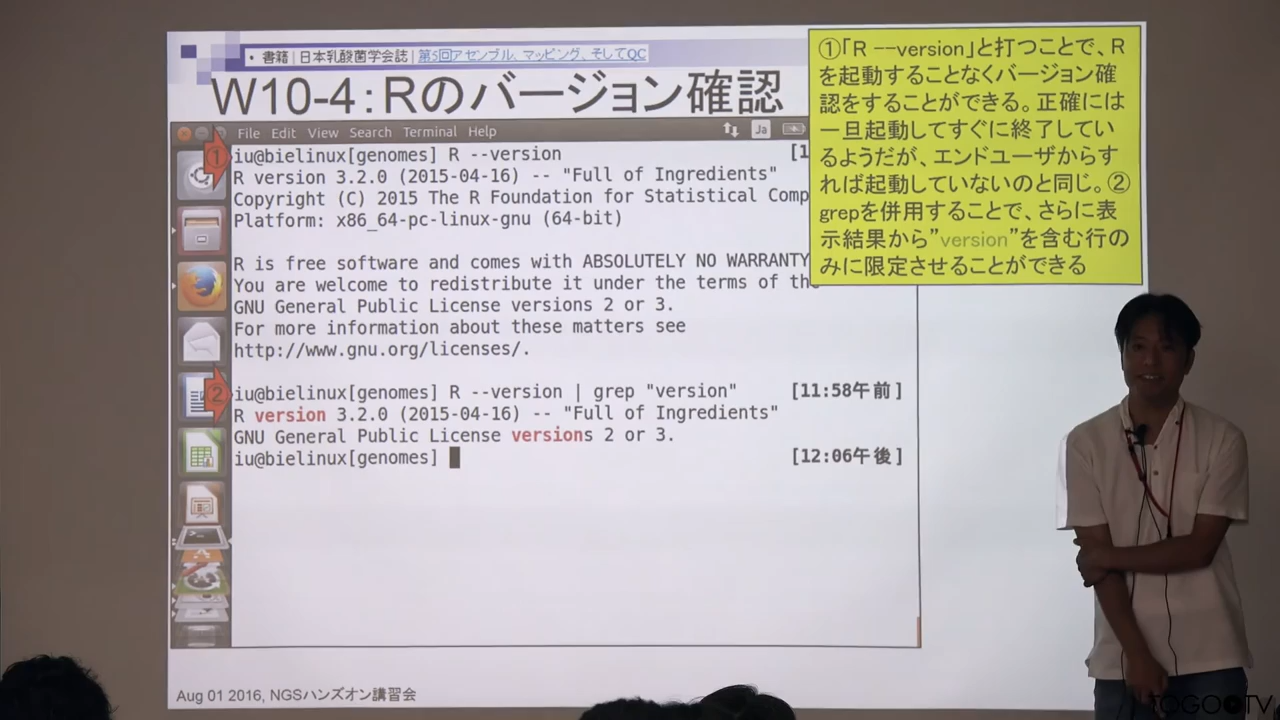 ・ 書籍 | 日本乳酸菌学会誌 | 第5回アセンブル、マッピング、そしてQC
W10-4：Rのバージョン確認
①「R --version」と打つことで、R
を起動することなくバージョン確
認をすることができる。正確には
一旦起動してすぐに終了してい
るようだが、エンドユーザからす
れば起動していないのと同じ。②
grepを併用することで、さらに表
示結果から”version”を含む行の
みに限定させることができる
File Edit View Search Terminal Help
Ja
① iu@bielinux[genomes] R --version [1
R version 3.2.0 (2015-04-16) -- "Full of Ingredients"
Copyright (C) 2015 The R Foundation for Statistical Comp
Platform: x86_64-pc-linux-gnu (64-bit)
R is free software and comes with ABSOLUTELY NO WARRANTY
You are welcome to redistribute it under the terms of the
GNU General Public License versions 2 or 3.
For more information about these matters see
http://www.gnu.org/licenses/.
② iu@bielinux[genomes] R --version | grep "version" [11:58午前]
R version 3.2.0 (2015-04-16) -- "Full of Ingredients"
GNU General Public License versions 2 or 3.
iu@bielinux[genomes] [12:06午後]
Aug 01 2016, NGSハンズオン講習会
TOGOTV